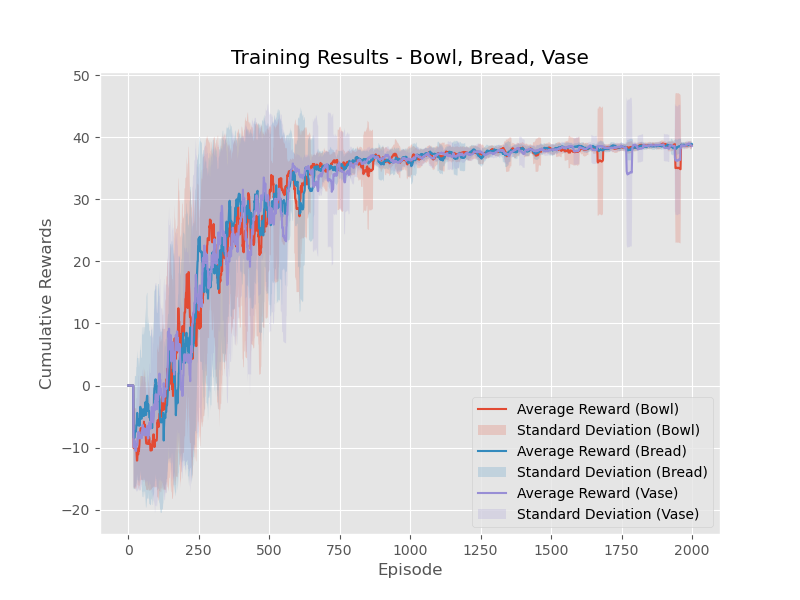 Training Results - Bowl, Bread, Vase
50
40
30
20
10
0
−10
−20
Cumulative Rewards
0
250
500
750
1000
1250
1500
1750
2000
Episode
Average Reward (Bowl)
Standard Deviation (Bowl)
Average Reward (Bread)
Standard Deviation (Bread)
Average Reward (Vase)
Standard Deviation (Vase)